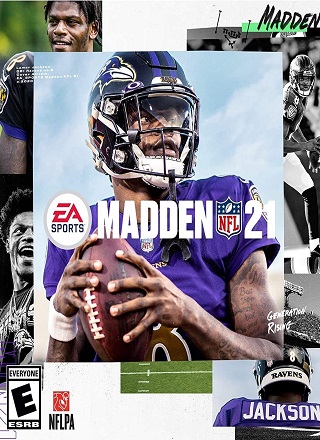 MADDEN
EA
SPORTS
MADDEN NFL 21
GENERATION
RISING
EVERYONE
E
ESRB
NFLPA
RAVENS
JACKSON